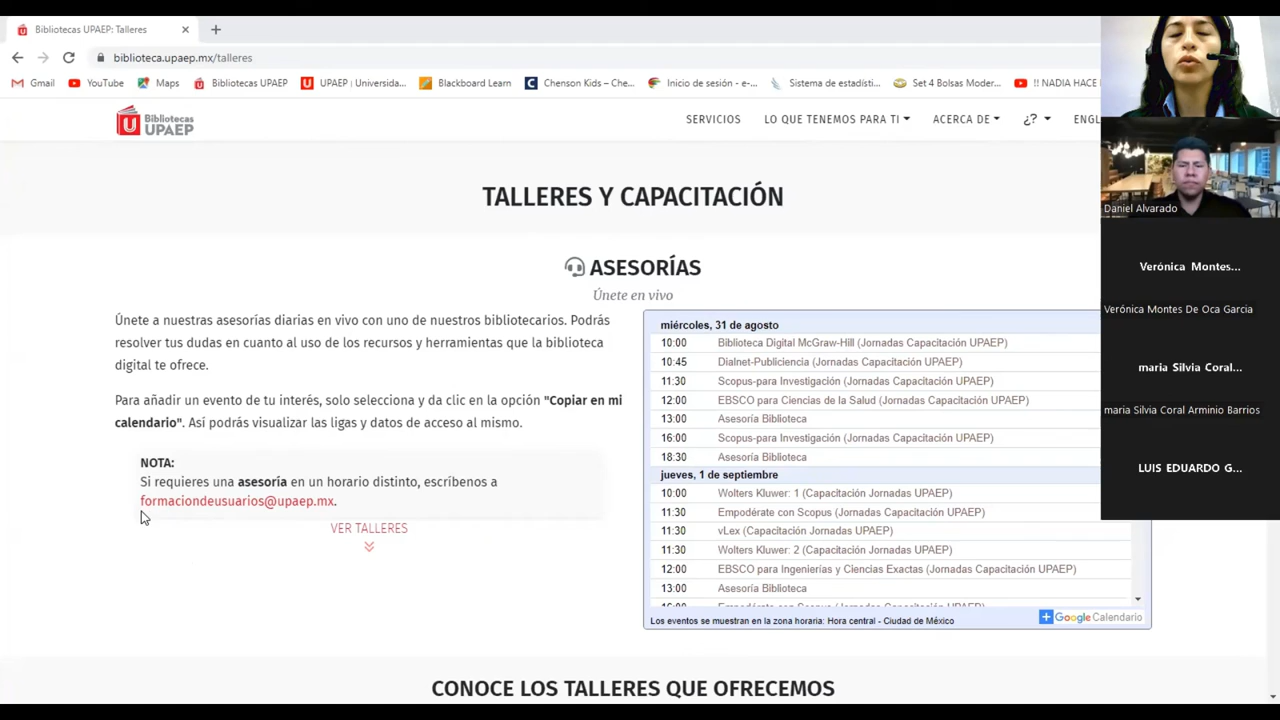 Bibliotecas UPAEP: Talleres
biblioteca.upaep.mx/talleres
Gmail
YouTube
Maps
Bibliotecas UPAEP
UPAEP | Universida...
Blackboard Learn
Chenson Kids – Che...
Inicio de sesión - e-...
Sistema de estadísti...
Set 4 Bolsas Moder...
!! NADIA HACE
Bibliotecas
UPAEP
SERVICIOS
LO QUE TENEMOS PARA TI
ACERCA DE
¿?
ENGL
TALLERES Y CAPACITACIÓN
ASESORÍAS
Únete en vivo
Únete a nuestras asesorías diarias en vivo con uno de nuestros bibliotecarios. Podrás
resolver tus dudas en cuanto al uso de los recursos y herramientas que la biblioteca
digital te ofrece.
Para añadir un evento de tu interés, solo selecciona y da clic en la opción "Copiar en mi
calendario". Así podrás visualizar las ligas y datos de acceso al mismo.
NOTA:
Si requieres una asesoría en un horario distinto, escríbenos a
formaciondeusuarios@upaep.mx.
VER TALLERES
miércoles, 31 de agosto
10:00 Biblioteca Digital McGraw-Hill (Jornadas Capacitación UPAEP)
10:45 Dialnet-Publiciencia (Jornadas Capacitación UPAEP)
11:30 Scopus-para Investigación (Jornadas Capacitación UPAEP)
12:00 EBSCO para Ciencias de la Salud (Jornadas Capacitación UPAEP)
13:00 Asesoría Biblioteca
16:00 Scopus-para Investigación (Jornadas Capacitación UPAEP)
18:30 Asesoría Biblioteca
jueves, 1 de septiembre
10:00 Wolters Kluwer: 1 (Capacitación Jornadas UPAEP)
11:30 Empodérate con Scopus (Jornadas Capacitación UPAEP)
11:30 vLex (Capacitación Jornadas UPAEP)
11:30 Wolters Kluwer: 2 (Capacitación Jornadas UPAEP)
12:00 EBSCO para Ingenierías y Ciencias Exactas (Jornadas Capacitación UPAEP)
13:00 Asesoría Biblioteca
16:00 Empodérate con Scopus (Jornadas Capacitación UPAEP)
Los eventos se muestran en la zona horaria: Hora central - Ciudad de México
Google Calendario
CONOCE LOS TALLERES QUE OFRECEMOS
Daniel Alvarado
Verónica Montes...
Verónica Montes De Oca Garcia
maria Silvia Coral...
maria Silvia Coral Arminio Barrios
LUIS EDUARDO G...